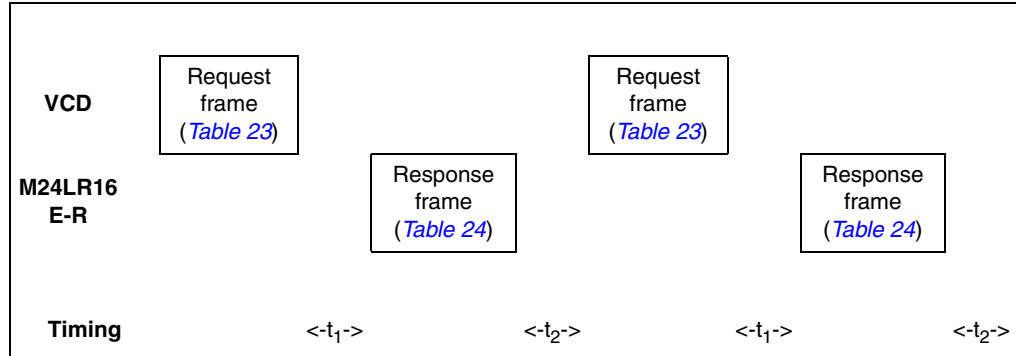 VCD
Request
frame
(Table 23)
Request
frame
(Table 23)
M24LR16
E-R
Response
frame
(Table 24)
Response
frame
(Table 24)
Timing <-t1-> <-t2-> <-t1-> <-t2->